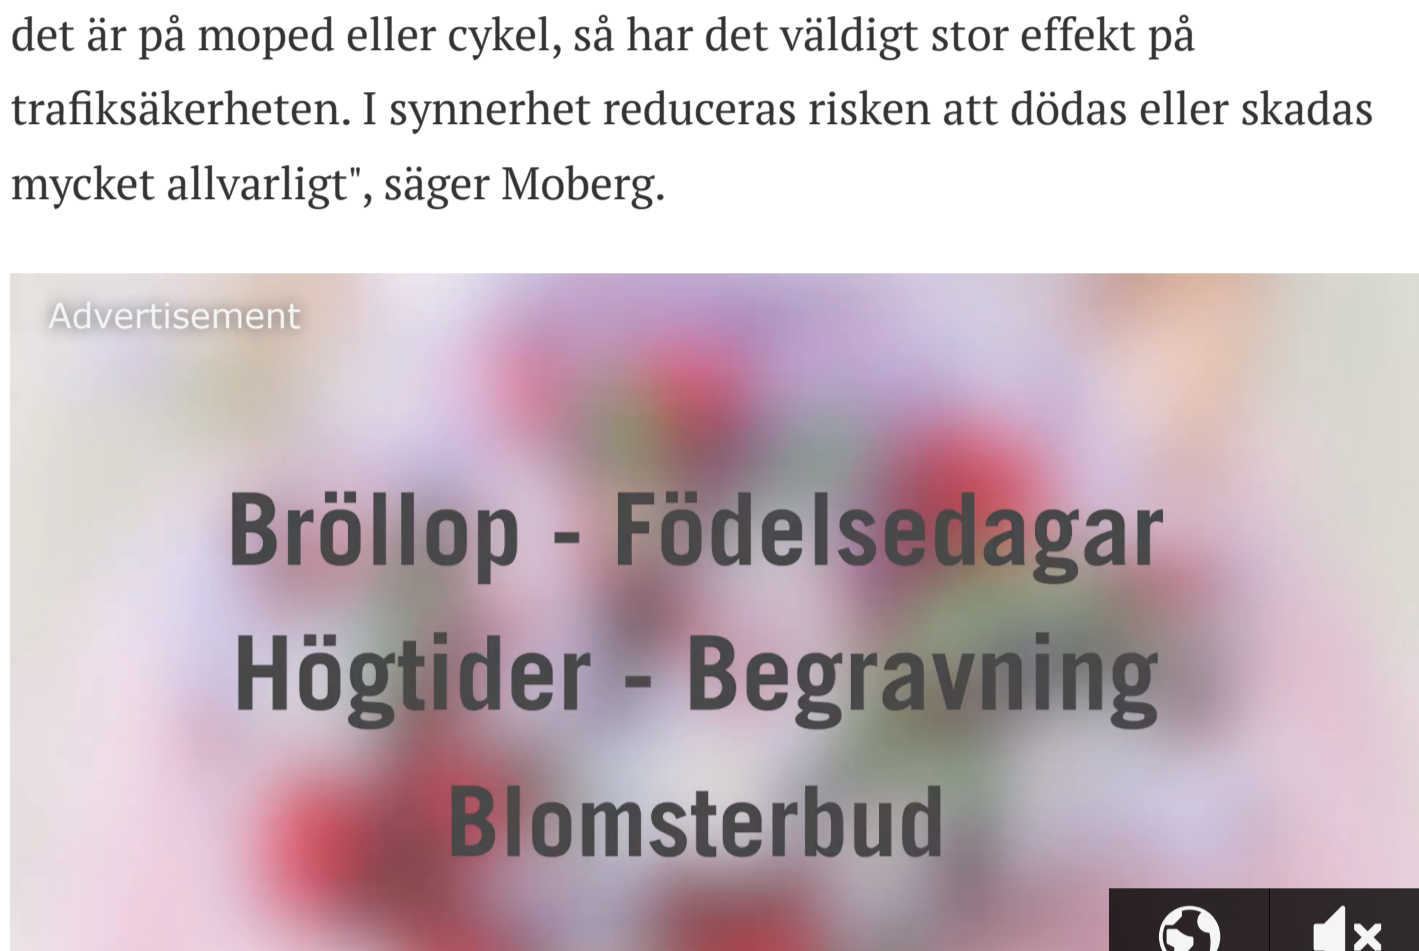 det är på moped eller cykel, så har det väldigt stor effekt på
trafiksäkerheten. I synnerhet reduceras risken att dödas eller skadas
mycket allvarligt", säger Moberg.
Advertisement
Bröllop - Födelsedagar
Högtider - Begravning
Blomsterbud